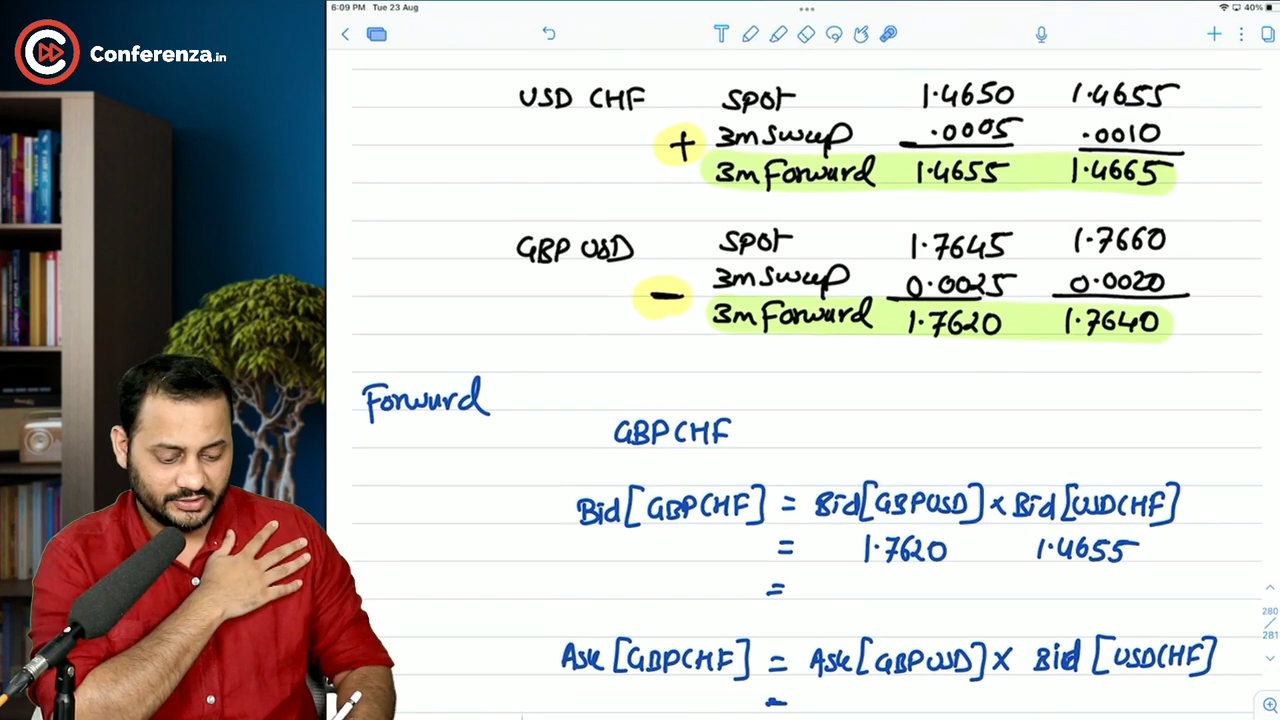 6:09 PM Tue 23 Aug
40%
Conferenza.in
USD CHF Spot 1.4650 1.4655
+ 3m Swap .0005 .0010
3m Forward 1.4655 1.4665
GBP USD Spot 1.7645 1.7660
- 3m Swap 0.0025 0.0020
3m Forward 1.7620 1.7640
Forward
GBPCHF
Bid [GBPCHF] = Bid [GBPUSD] × Bid [USDCHF]
= 1.7620 1.4655
=
280
/
281
Ask [GBPCHF] = Ask [GBPUSD] × Bid [USDCHF]
=